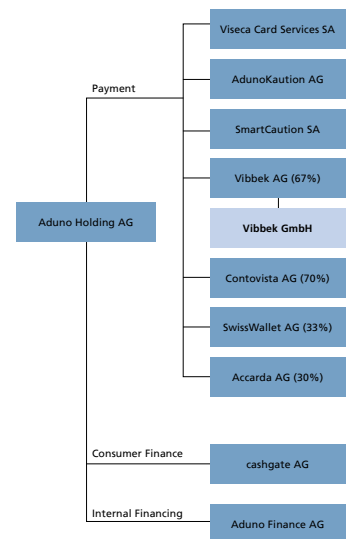 Viseca Card Services SA
Payment
AdunoKaution AG
SmartCaution SA
Vibbek AG (67%)
Aduno Holding AG
Vibbek GmbH
Contovista AG (70%)
SwissWallet AG (33%)
Accarda AG (30%)
Consumer Finance
cashgate AG
Internal Financing
Aduno Finance AG